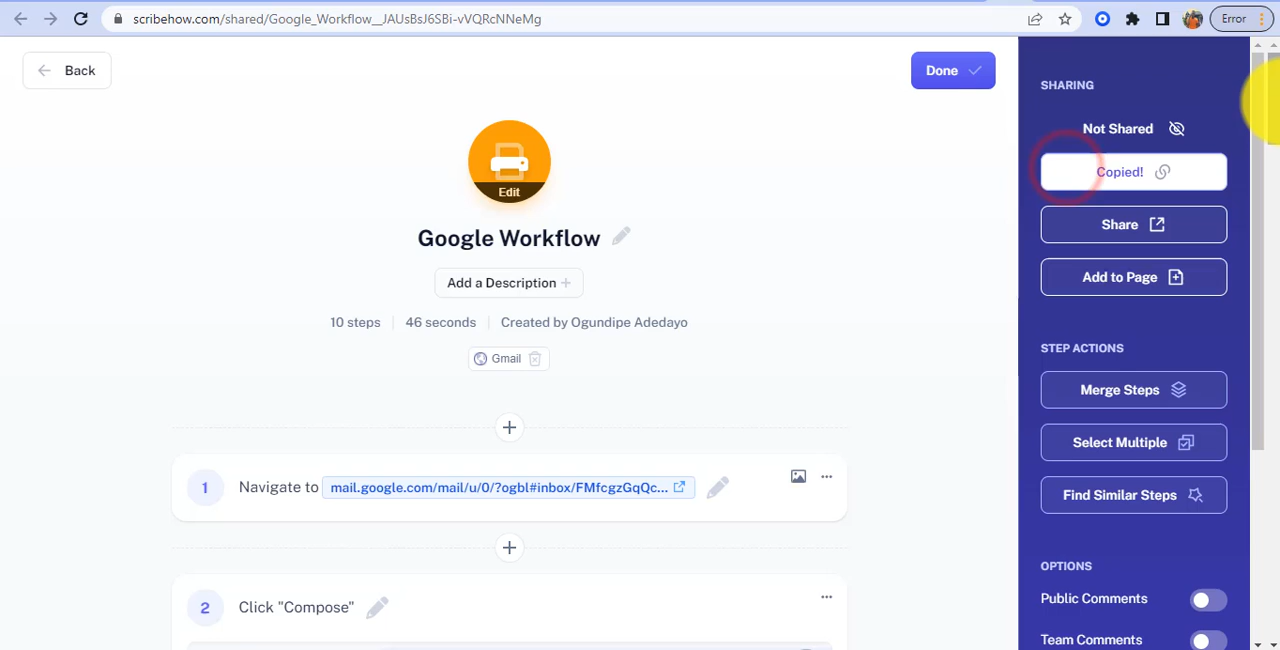 scribehow.com/shared/Google_Workflow__JAUsBsJ6SBi-vVQRcNNeMg
Error
Back
Done
Edit
Google Workflow
Add a Description
10 steps 46 seconds Created by Ogundipe Adedayo
Gmail
1 Navigate to mail.google.com/mail/u/0/?ogbl#inbox/FMfcgzGqQc...
2 Click "Compose"
SHARING
Not Shared
Copied!
Share
Add to Page
STEP ACTIONS
Merge Steps
Select Multiple
Find Similar Steps
OPTIONS
Public Comments
Team Comments